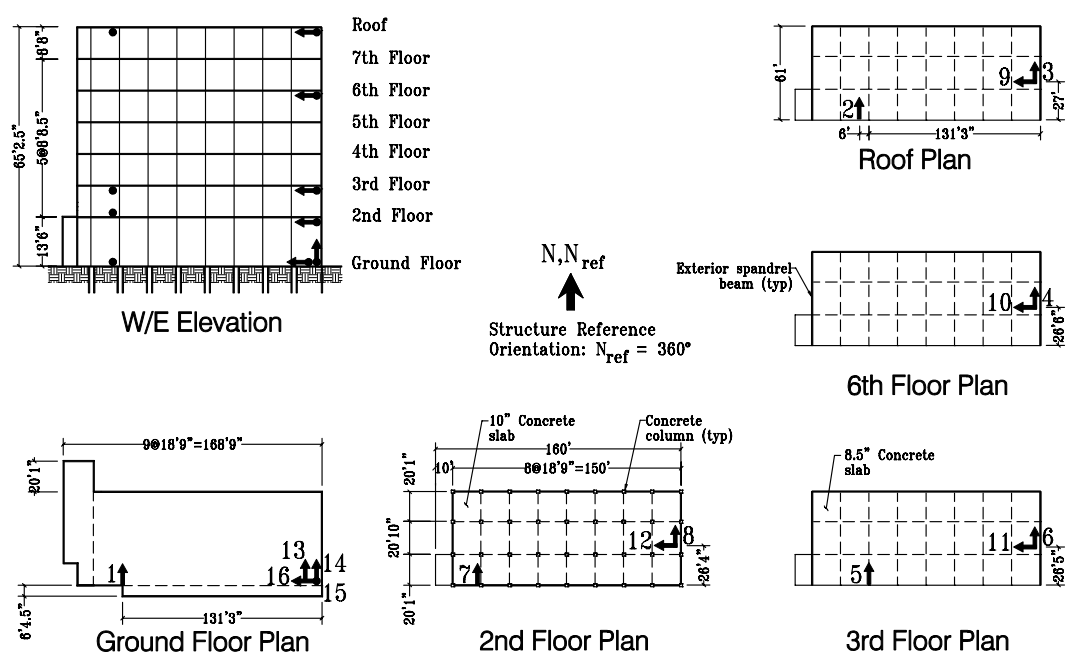 Roof
7th Floor
6th Floor
5th Floor
4th Floor
3rd Floor
2nd Floor
Ground Floor
8'8"
5@8'8.5"
65'2.5"
13'6"
W/E Elevation
N,Nref
Structure Reference
Orientation: Nref = 360°
61'
9
3
2
27'
6'
131'3"
Roof Plan
Exterior spandrel
beam (typ)
10
4
26'6"
6th Floor Plan
9@18'9"=168'9"
20'1"
13
14
1
16
15
6'4.5"
131'3"
Ground Floor Plan
10" Concrete
slab
Concrete
column (typ)
160'
10'
8@18'9"=150'
20'1"
20'10"
20'1"
12
8
7
26'4"
2nd Floor Plan
8.5" Concrete
slab
11
6
5
26'5"
3rd Floor Plan